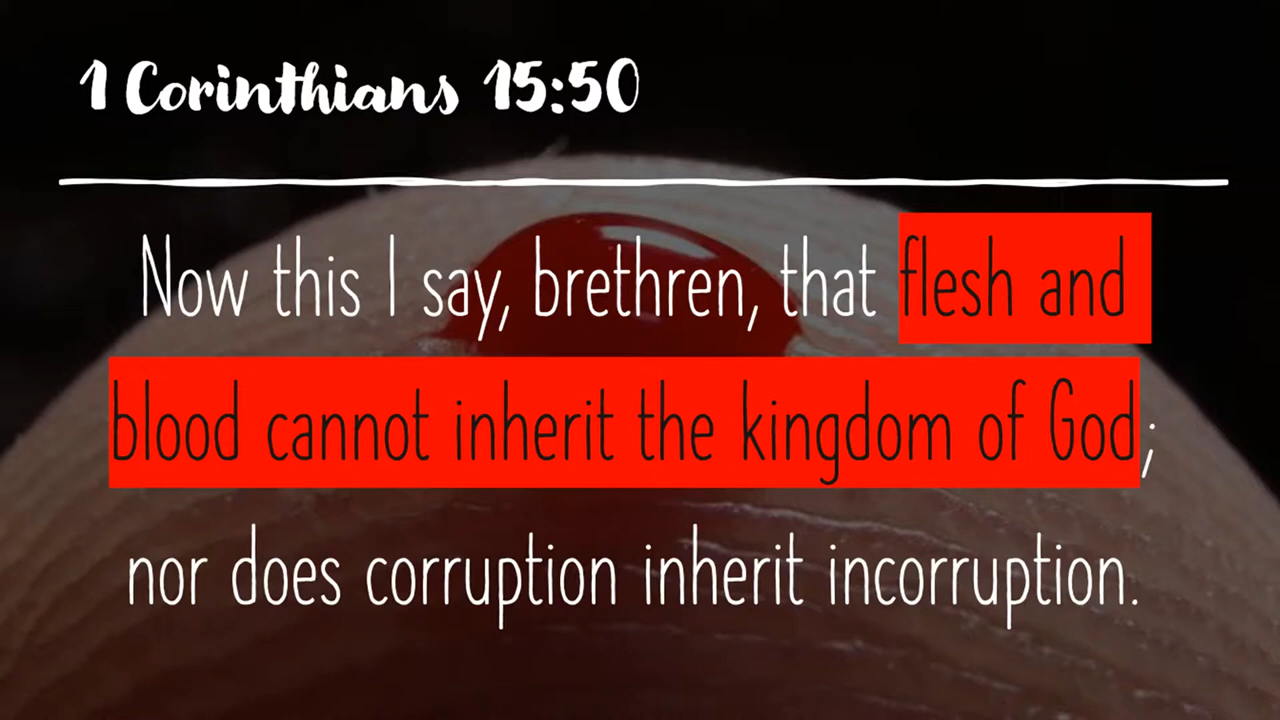 1 Corinthians 15:50
Now this I say, brethren, that flesh and
blood cannot inherit the kingdom of God;
nor does corruption inherit incorruption.